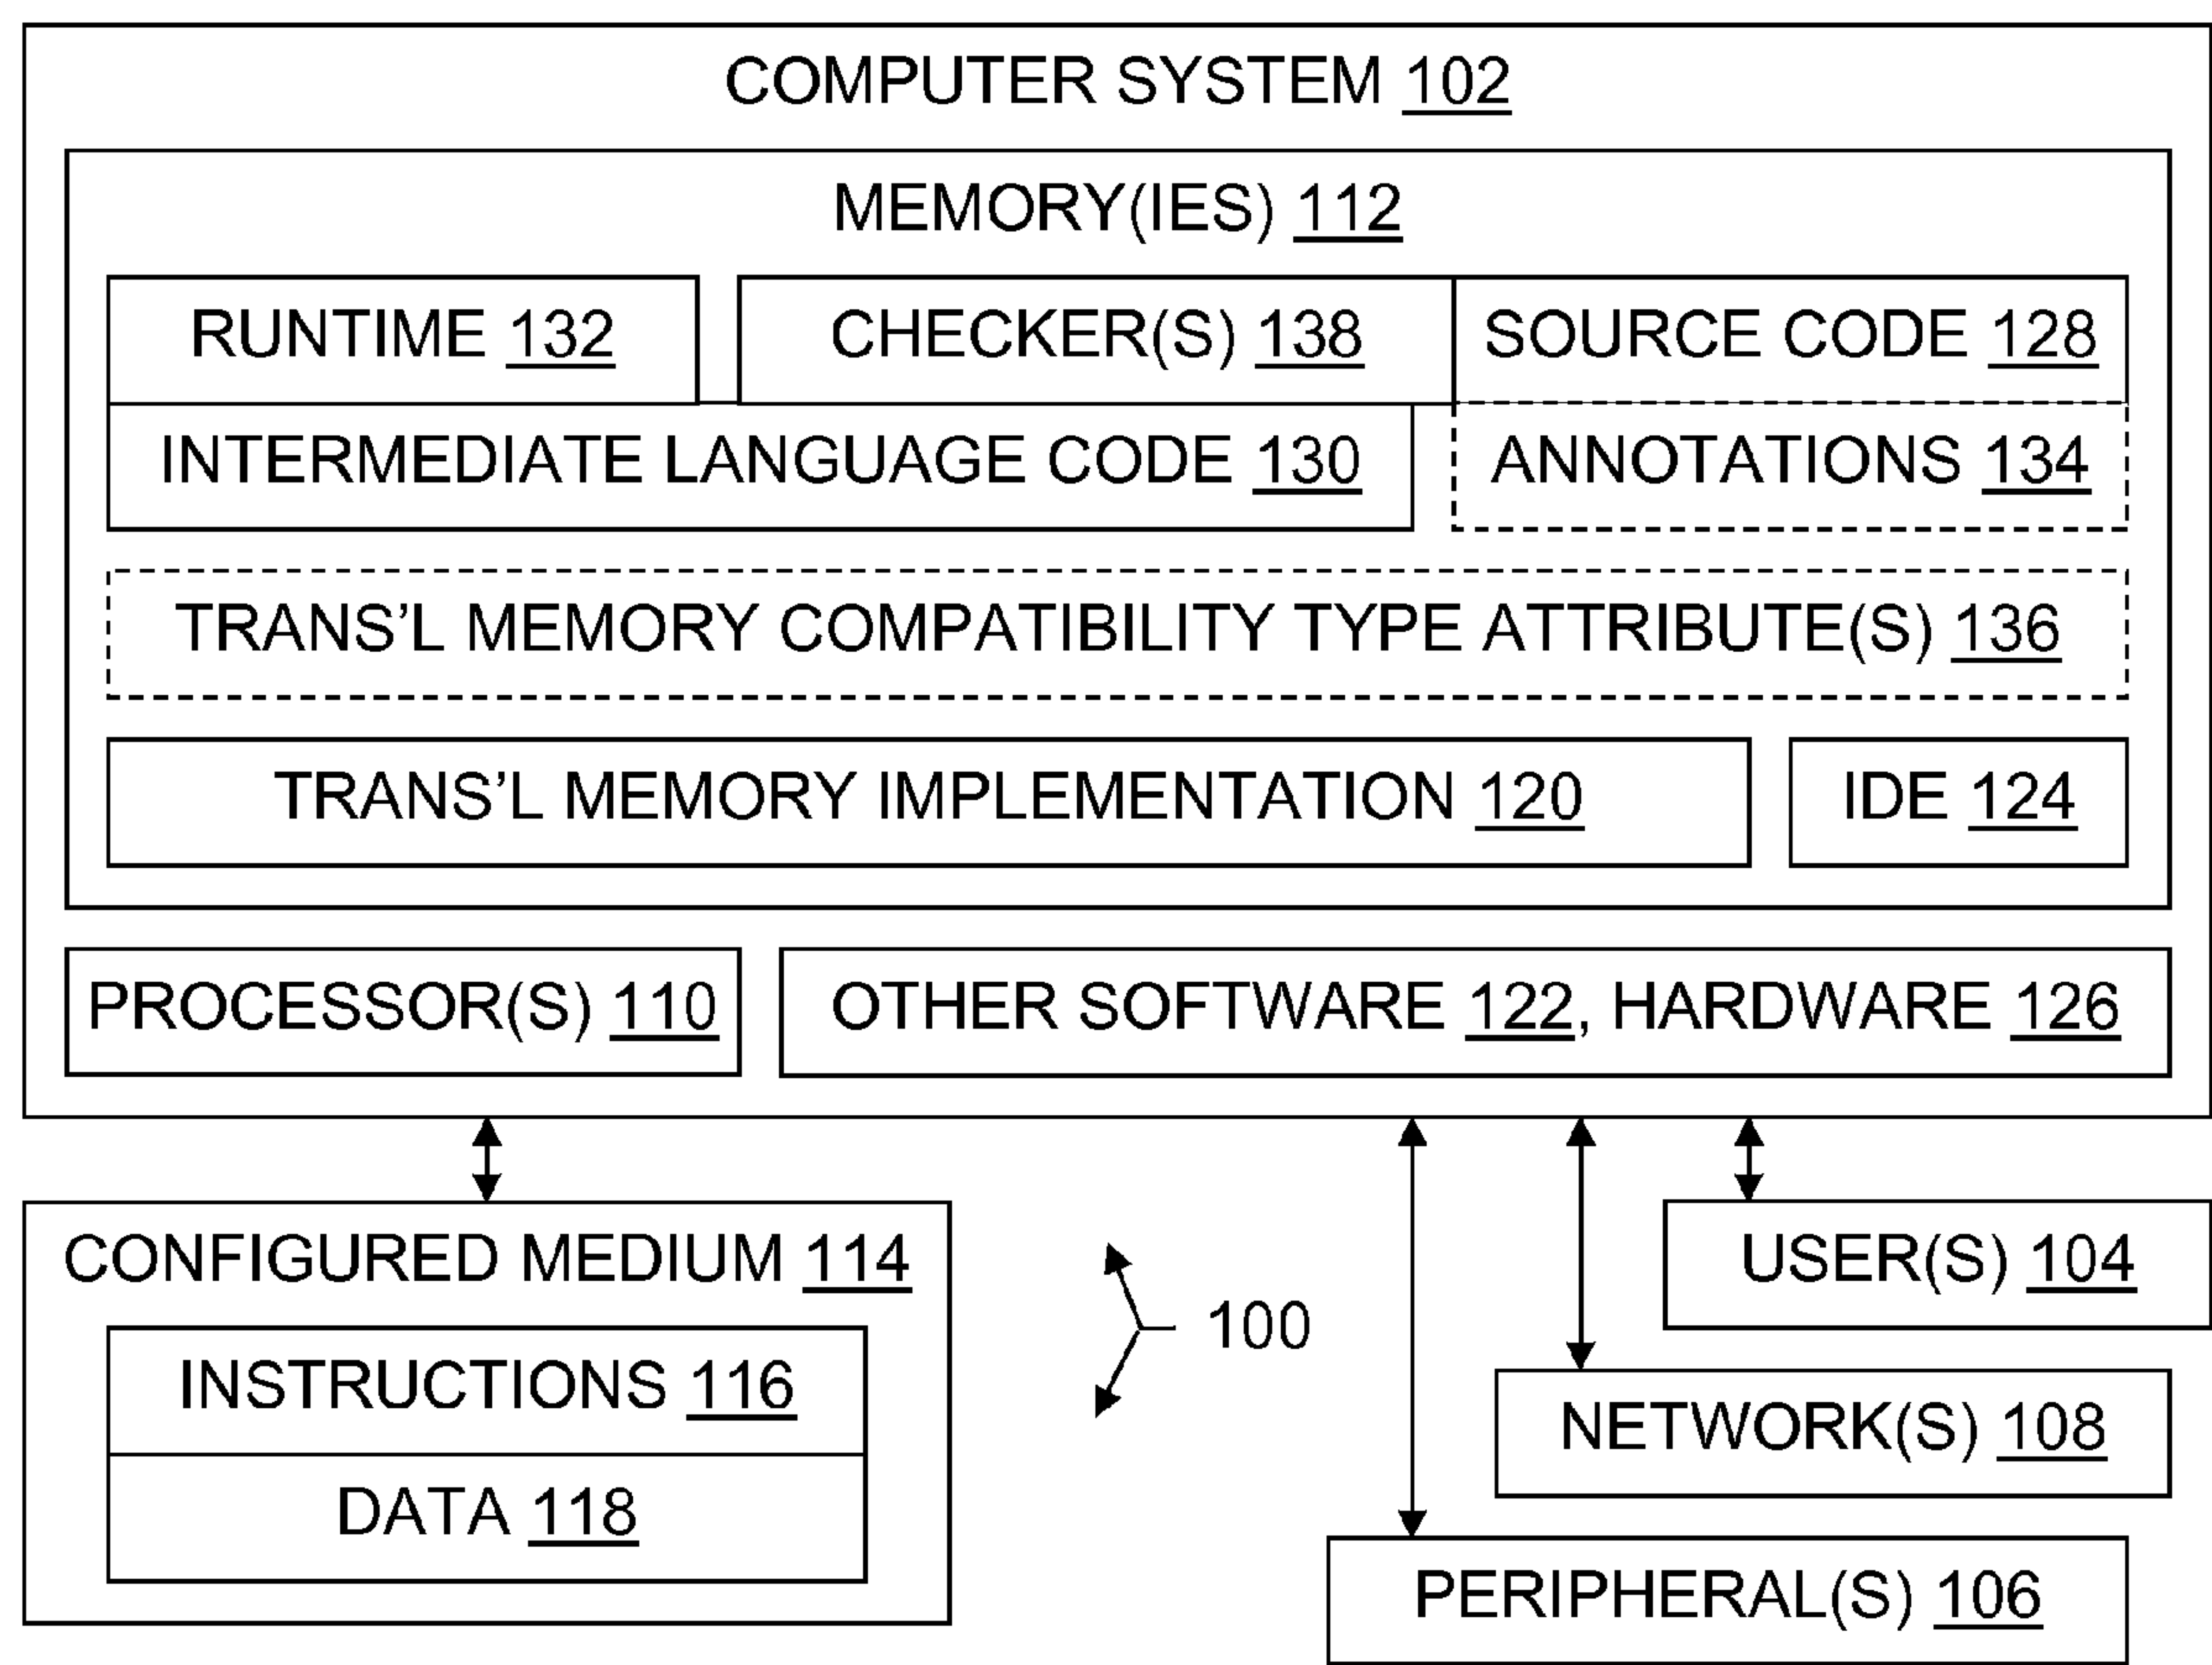 COMPUTER SYSTEM 102
MEMORY(IES) 112
RUNTIME 132
CHECKER(S) 138
SOURCE CODE 128
INTERMEDIATE LANGUAGE CODE 130
ANNOTATIONS 134
TRANS’L MEMORY COMPATIBILITY TYPE ATTRIBUTE(S) 136
TRANS’L MEMORY IMPLEMENTATION 120
IDE 124
PROCESSOR(S) 110
OTHER SOFTWARE 122, HARDWARE 126
CONFIGURED MEDIUM 114
INSTRUCTIONS 116
DATA 118
100
USER(S) 104
NETWORK(S) 108
PERIPHERAL(S) 106